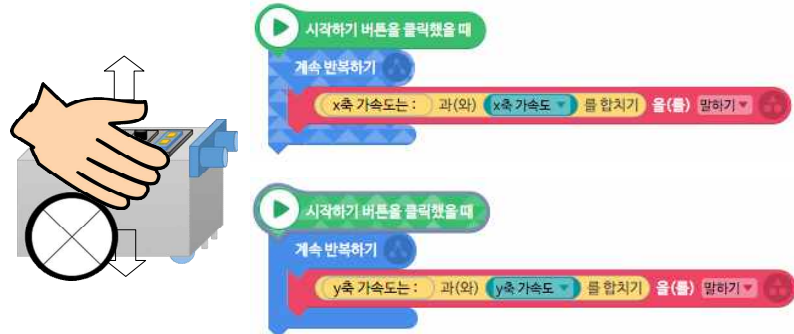 시작하기 버튼을 클릭했을 때
계속 반복하기
x축 가속도는 : 과(와) x축 가속도 를 합치기 을(를) 말하기
시작하기 버튼을 클릭했을 때
계속 반복하기
y축 가속도는 : 과(와) y축 가속도 를 합치기 을(를) 말하기